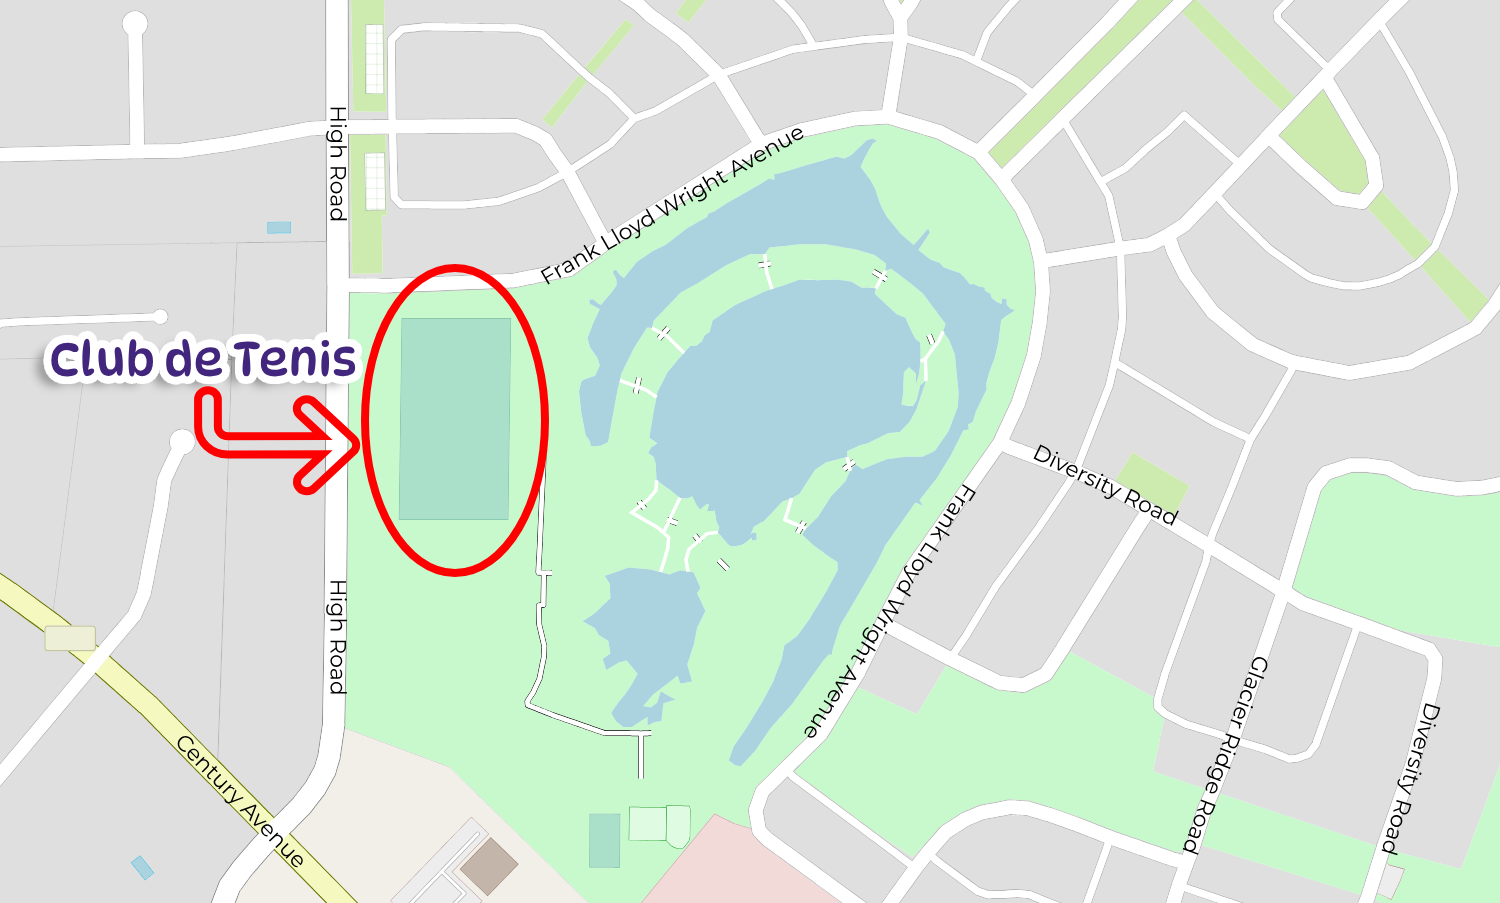 High Road
Frank Lloyd Wright Avenue
Club de Tenis
Diversity Road
Frank Lloyd Wright Avenue
High Road
Glacier Ridge Road
Diversity Road
Century Avenue